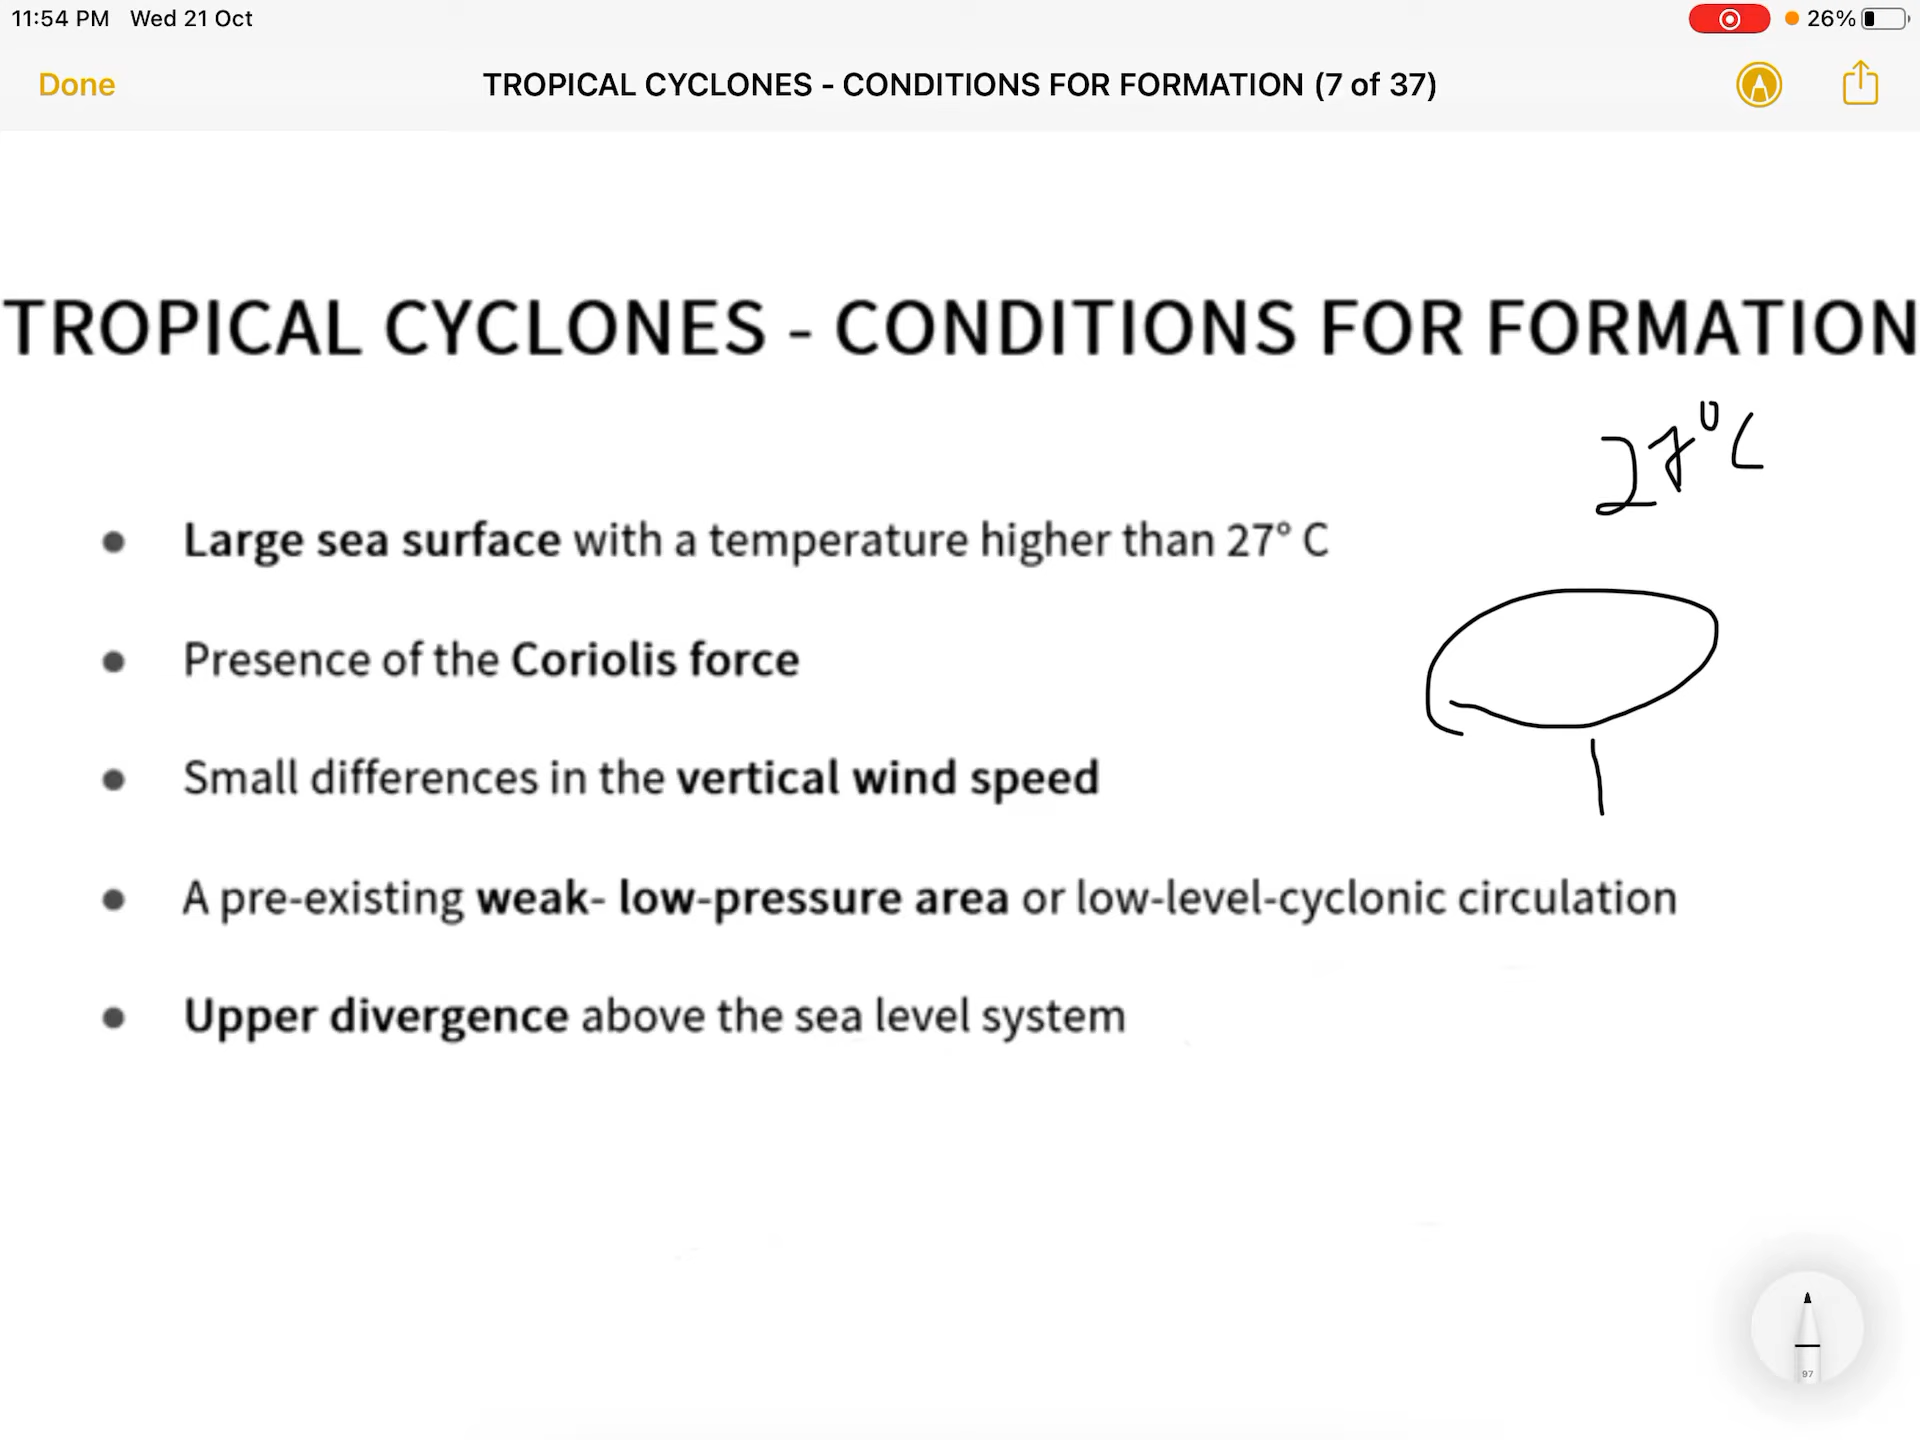 11:54 PM Wed 21 Oct
26%
Done
TROPICAL CYCLONES - CONDITIONS FOR FORMATION (7 of 37)
TROPICAL CYCLONES - CONDITIONS FOR FORMATION
27°C
● Large sea surface with a temperature higher than 27° C
● Presence of the Coriolis force
● Small differences in the vertical wind speed
● A pre-existing weak- low-pressure area or low-level-cyclonic circulation
● Upper divergence above the sea level system
97